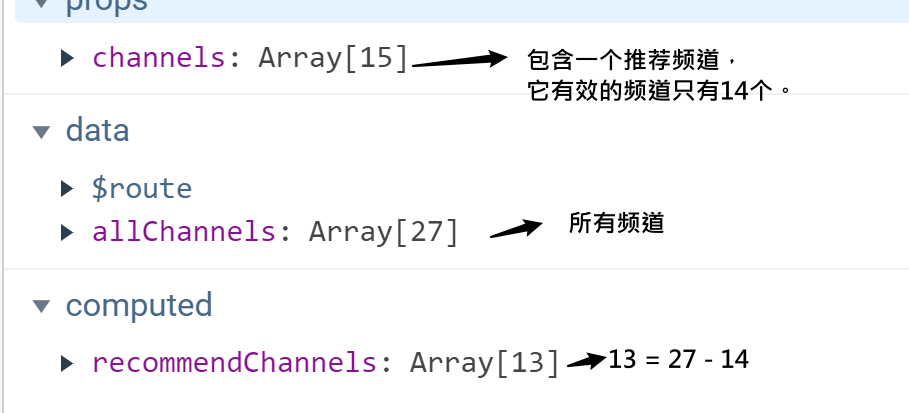 props
channels: Array[15]
包含一个推荐频道，
它有效的频道只有14个。
data
$route
allChannels: Array[27]
所有频道
computed
recommendChannels: Array[13]
13 = 27 - 14